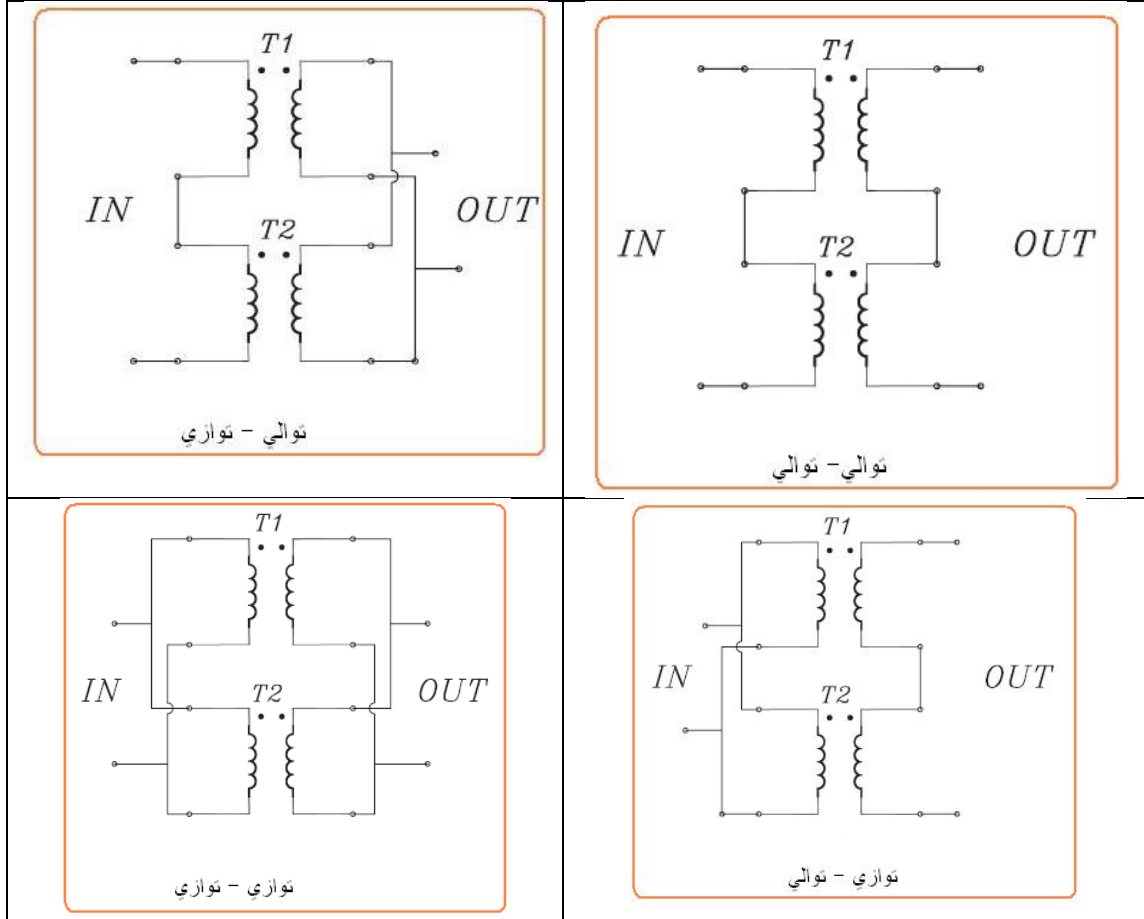 T1
IN
OUT
T2
توالي - توازي
T1
IN
OUT
T2
توالي- توالي
T1
IN
OUT
T2
توازي - توازي
T1
IN
OUT
T2
توازي - توالي